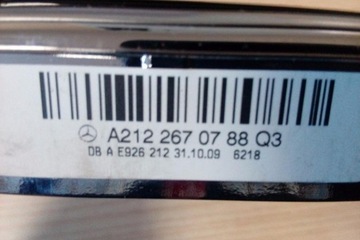 A212 267 07 88 Q3
DB A E926 212 31.10.09 6218